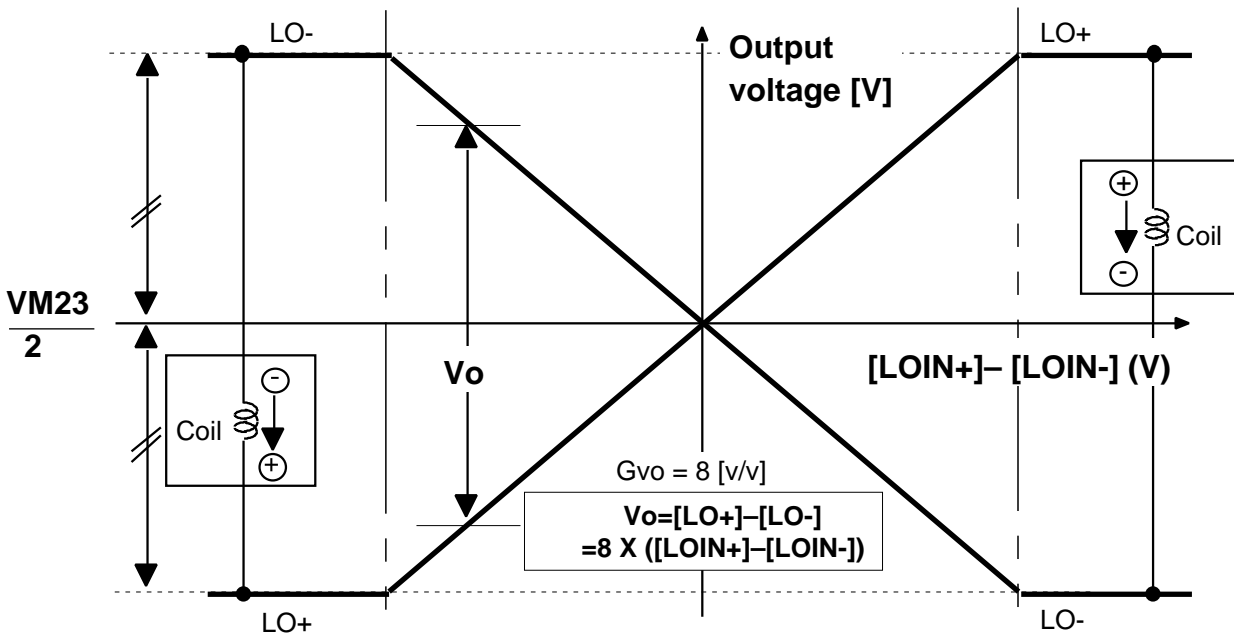 LO-
Output
voltage [V]
LO+
+
-
Coil
VM23
2
Vo
[LOIN+]– [LOIN-] (V)
-
Coil
+
Gvo = 8 [v/v]
Vo=[LO+]–[LO-]
=8 X ([LOIN+]–[LOIN-])
LO+
LO-